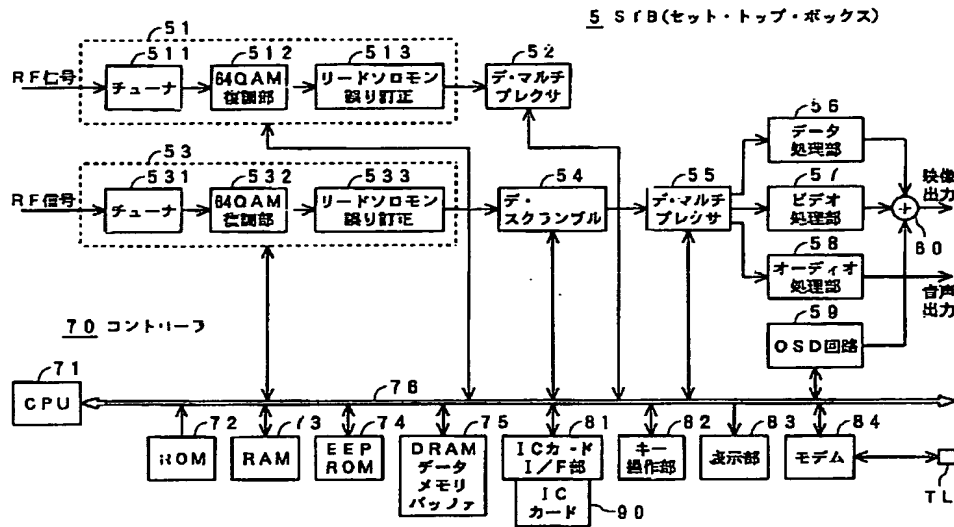 5 STB(セット・トップ・ボックス)
51
511
512
513
52
RF信号
チューナ
64QAM
復調部
リードソロモン
誤り訂正
デ・マルチ
プレクサ
53
531
532
533
54
55
RF信号
チューナ
64QAM
復調部
リードソロモン
誤り訂正
デ・
スクランブル
デ・マルチ
プレクサ
56
データ
処理部
57
ビデオ
処理部
映像
出力
60
58
オーディオ
処理部
音声
出力
59
OSD回路
70 コントローラ
71
CPU
76
72
73
74
75
81
82
83
84
ROM
RAM
EEP
ROM
DRAM
データ
メモリ
バッファ
ICカード
I/F部
IC
カード
90
キー
操作部
表示部
モデム
TL